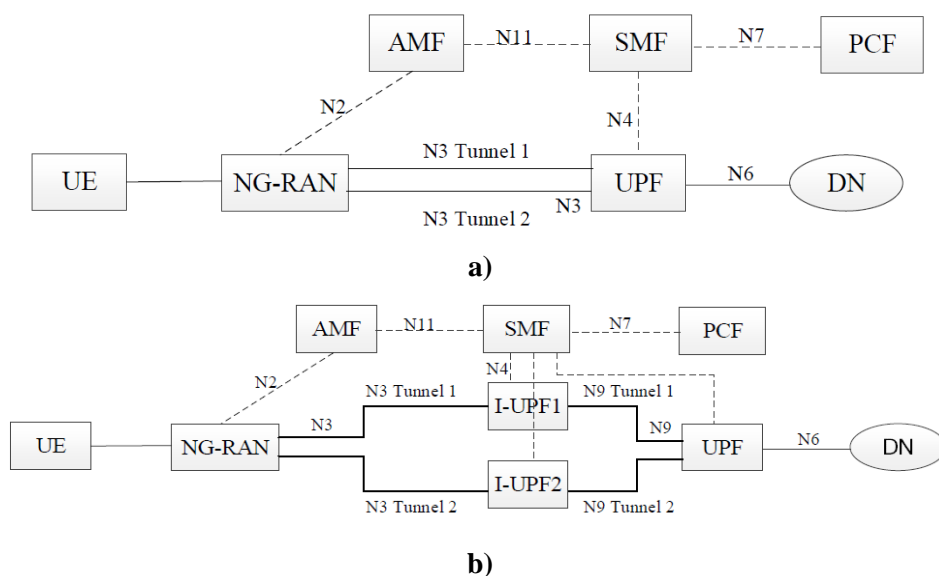 AMF N11 SMF N7 PCF
N2
N4
N3 Tunnel 1
UE NG-RAN UPF N6 DN
N3
N3 Tunnel 2
a)
AMF N11 SMF N7 PCF
N4
N2
N3 Tunnel 1 N9 Tunnel 1
I-UPF1
N3 N9
UE NG-RAN UPF N6 DN
I-UPF2
N3 Tunnel 2 N9 Tunnel 2
b)